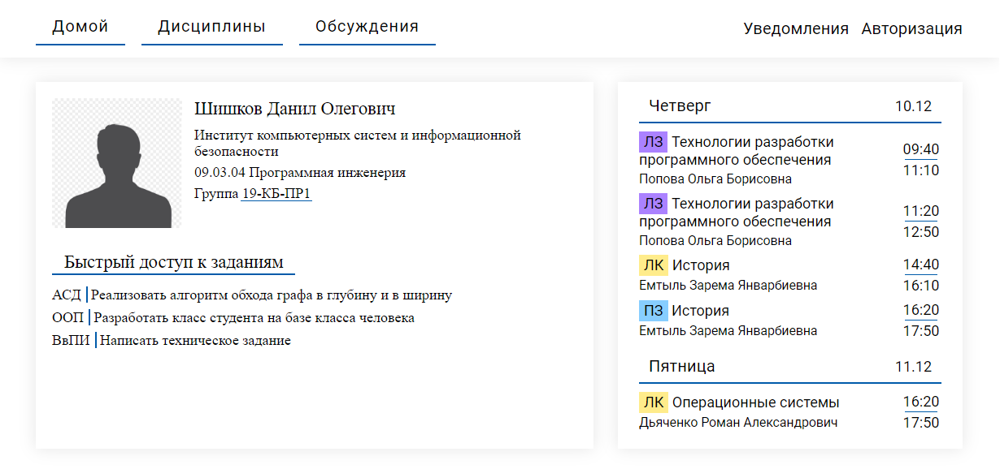 Домой Дисциплины Обсуждения Уведомления Авторизация
Шишков Данил Олегович
Институт компьютерных систем и информационной
безопасности
09.03.04 Программная инженерия
Группа 19-КБ-ПР1
Быстрый доступ к заданиям
АСД Реализовать алгоритм обхода графа в глубину и в ширину
ООП Разработать класс студента на базе класса человека
ВвПИ Написать техническое задание
Четверг 10.12
ЛЗ Технологии разработки
программного обеспечения
Попова Ольга Борисовна
09:40
11:10
ЛЗ Технологии разработки
программного обеспечения
Попова Ольга Борисовна
11:20
12:50
ЛК История 14:40
Емтыль Зарема Январбиевна 16:10
ПЗ История 16:20
Емтыль Зарема Январбиевна 17:50
Пятница 11.12
ЛК Операционные системы 16:20
Дьяченко Роман Александрович 17:50